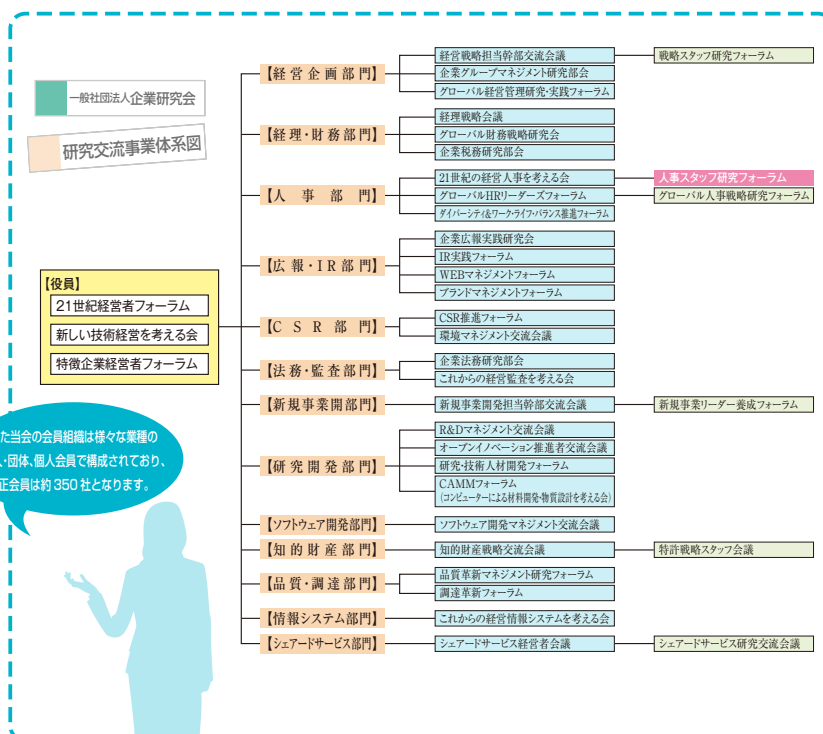 一般社団法人企業研究会
研究交流事業体系図
【役員】
21世紀経営者フォーラム
新しい技術経営を考える会
特徴企業経営者フォーラム
【経営企画部門】
経営戦略担当幹部交流会議
戦略スタッフ研究フォーラム
企業グループマネジメント研究部会
グローバル経営管理研究・実践フォーラム
【経理・財務部門】
経理戦略会議
グローバル財務戦略研究会
企業税務研究部会
【人事部門】
21世紀の経営人事を考える会
人事スタッフ研究フォーラム
グローバルHRリーダーズフォーラム
グローバル人事戦略研究フォーラム
ダイバーシティ&ワーク・ライフ・バランス推進フォーラム
【広報・IR部門】
企業広報実践研究会
IR実践フォーラム
WEBマネジメントフォーラム
ブランドマネジメントフォーラム
【CSR部門】
CSR推進フォーラム
環境マネジメント交流会議
【法務・監査部門】
企業法務研究部会
これからの経営監査を考える会
【新規事業開部門】
新規事業開発担当幹部交流会議
新規事業リーダー養成フォーラム
【研究開発部門】
R&Dマネジメント交流会議
オープンイノベーション推進者交流会議
研究・技術人材開発フォーラム
CAMMフォーラム
(コンピューターによる材料開発・物質設計を考える会)
【ソフトウェア開発部門】
ソフトウェア開発マネジメント交流会議
【知的財産部門】
知的財産戦略交流会議
特許戦略スタッフ会議
【品質・調達部門】
品質革新マネジメント研究フォーラム
調達革新フォーラム
【情報システム部門】
これからの経営情報システムを考える会
【シェアードサービス部門】
シェアードサービス経営者会議
シェアードサービス研究交流会議
た当会の会員組織は様々な業種の
・団体、個人会員で構成されており、
正会員は約350社となります。